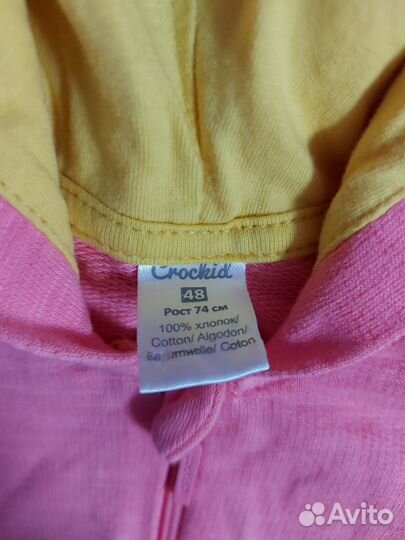 Crockid
48
Рост 74 см
100% хлопок/
Cotton/ Algodon/
Baumwolle/ Coton
Avito